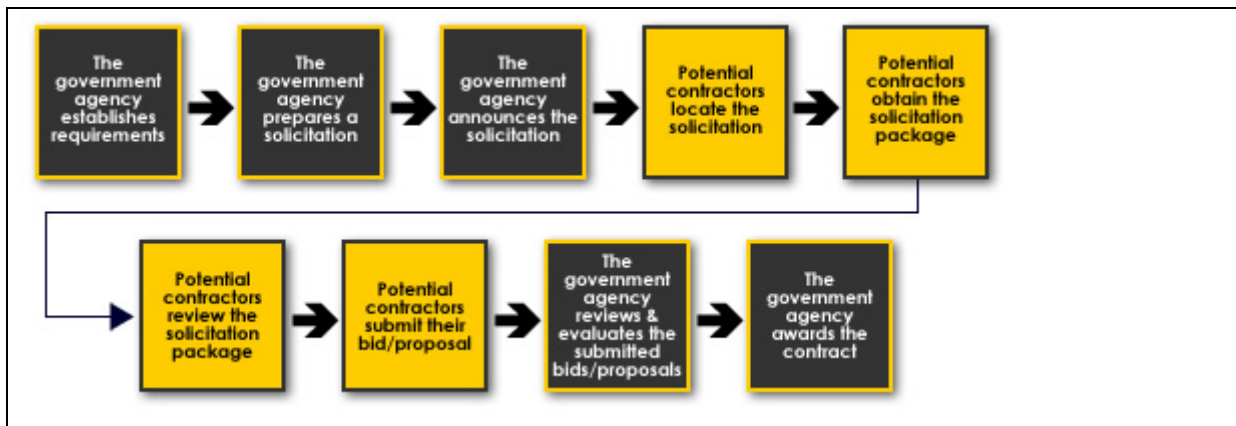 The
government
agency
establishes
requirements
The
government
agency
prepares a
solicitation
The
government
agency
announces the
solicitation
Potential
contractors
locate the
solicitation
Potential
contractors
obtain the
solicitation
package
Potential
contractors
review the
solicitation
package
Potential
contractors
submit their
bid/proposal
The
government
agency
reviews &
evaluates the
submitted
bids/proposals
The
government
agency
awards the
contract